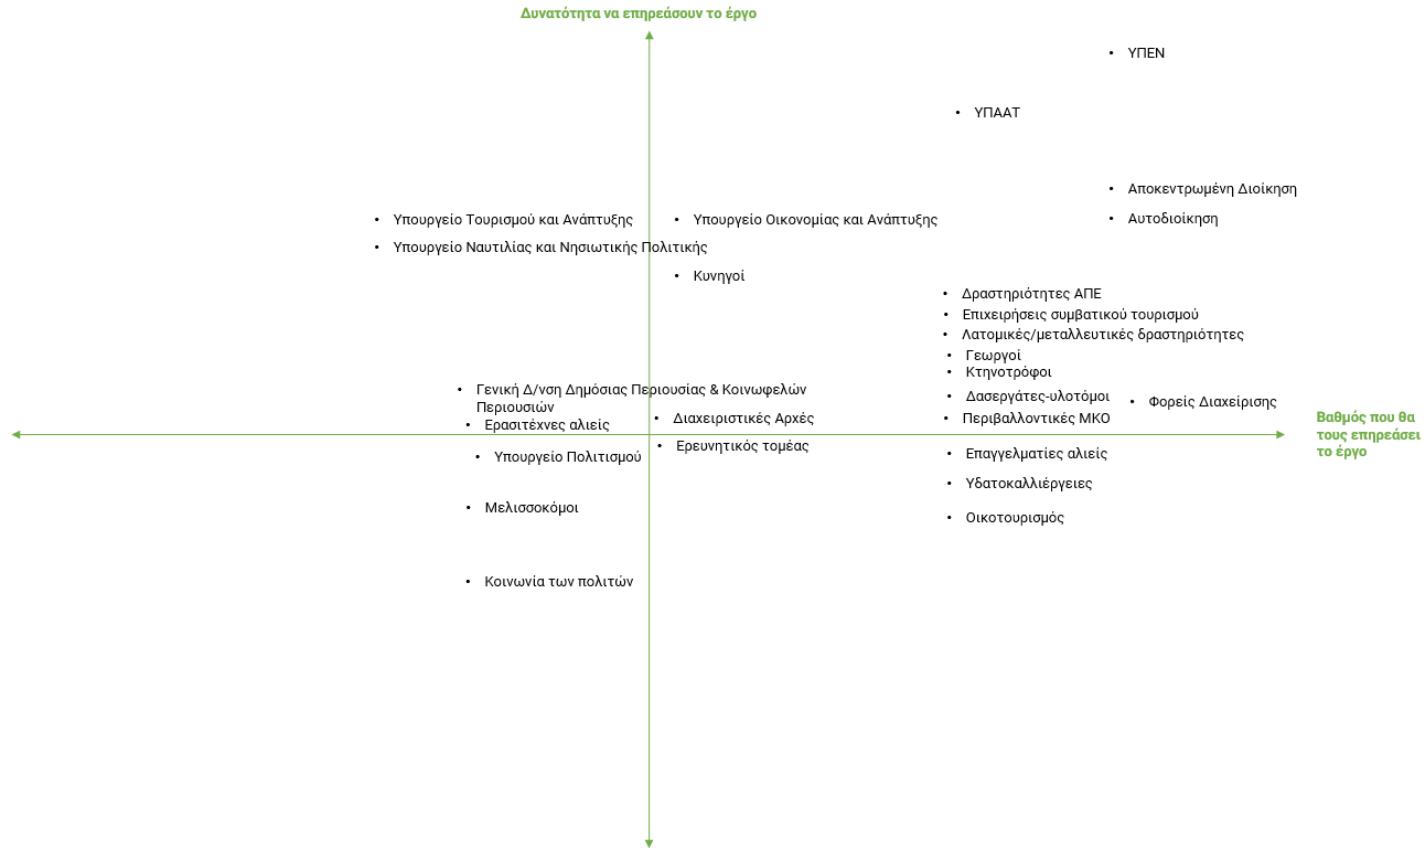 Δυνατότητα να επηρεάσουν το έργο
ΥΠΕΝ
ΥΠΑΑΤ
Αποκεντρωμένη Διοίκηση
Υπουργείο Τουρισμού και Ανάπτυξης
Υπουργείο Οικονομίας και Ανάπτυξης
Αυτοδιοίκηση
Υπουργείο Ναυτιλίας και Νησιωτικής Πολιτικής
Κυνηγοί
Δραστηριότητες ΑΠΕ
Επιχειρήσεις συμβατικού τουρισμού
Λατομικές/μεταλλευτικές δραστηριότητες
Γεωργοί
Κτηνοτρόφοι
Γενική Δ/νση Δημόσιας Περιουσίας & Κοινωφελών
Περιουσιών
Δασεργάτες-υλοτόμοι
Φορείς Διαχείρισης
Διαχειριστικές Αρχές
Περιβαλλοντικές ΜΚΟ
Ερασιτέχνες αλιείς
Βαθμός που θα
τους επηρεάσει
το έργο
Ερευνητικός τομέας
Υπουργείο Πολιτισμού
Επαγγελματίες αλιείς
Υδατοκαλλιέργειες
Μελισσοκόμοι
Οικοτουρισμός
Κοινωνία των πολιτών